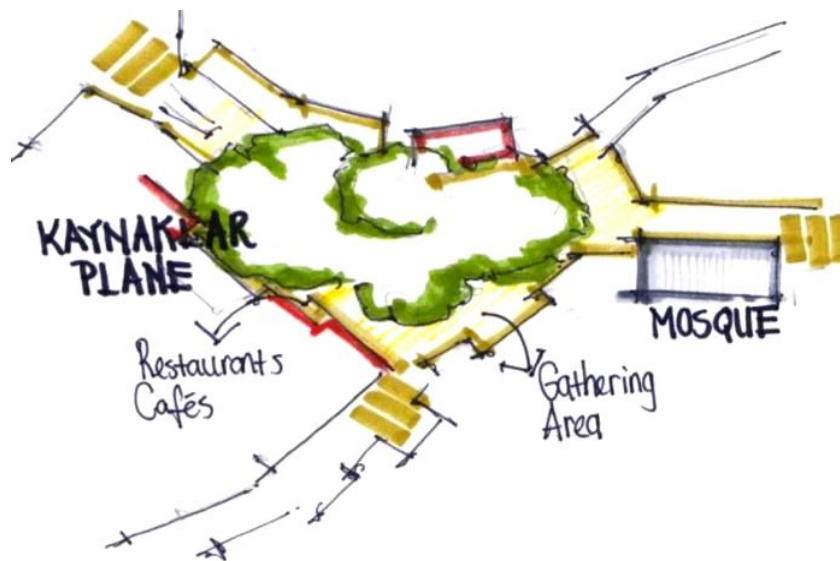 KAYNAKLAR
PLANE
MOSQUE
Restaurants
Cafés
Gathering
Area